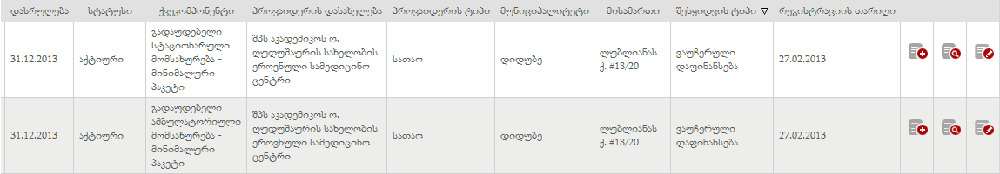 დასრულება სტატუსი ქვეკომპონენტი პროვაიდერის დასახელება პროვაიდერის ტიპი მუნიციპალიტეტი მისამართი შესყიდვის ტიპი ▽ რეგისტრაციის თარიღი
გადაუდებელი
სტაციონარული
მომსახურება -
მინიმალური
პაკეტი
31.12.2013 აქტიური
შპს აკადემიკოს ო.
ღუდუშაურის სახელობის
ეროვნული სამედიცინო
ცენტრი
სათაო დიდუბე
ლუბლიანას
ქ. #18/20
ვაუჩერული
დაფინანსება
27.02.2013
გადაუდებელი
ამბულატორიული
მომსახურება -
მინიმალური
პაკეტი
31.12.2013 აქტიური
შპს აკადემიკოს ო.
ღუდუშაურის სახელობის
ეროვნული სამედიცინო
ცენტრი
სათაო დიდუბე
ლუბლიანას
ქ. #18/20
ვაუჩერული
დაფინანსება
27.02.2013